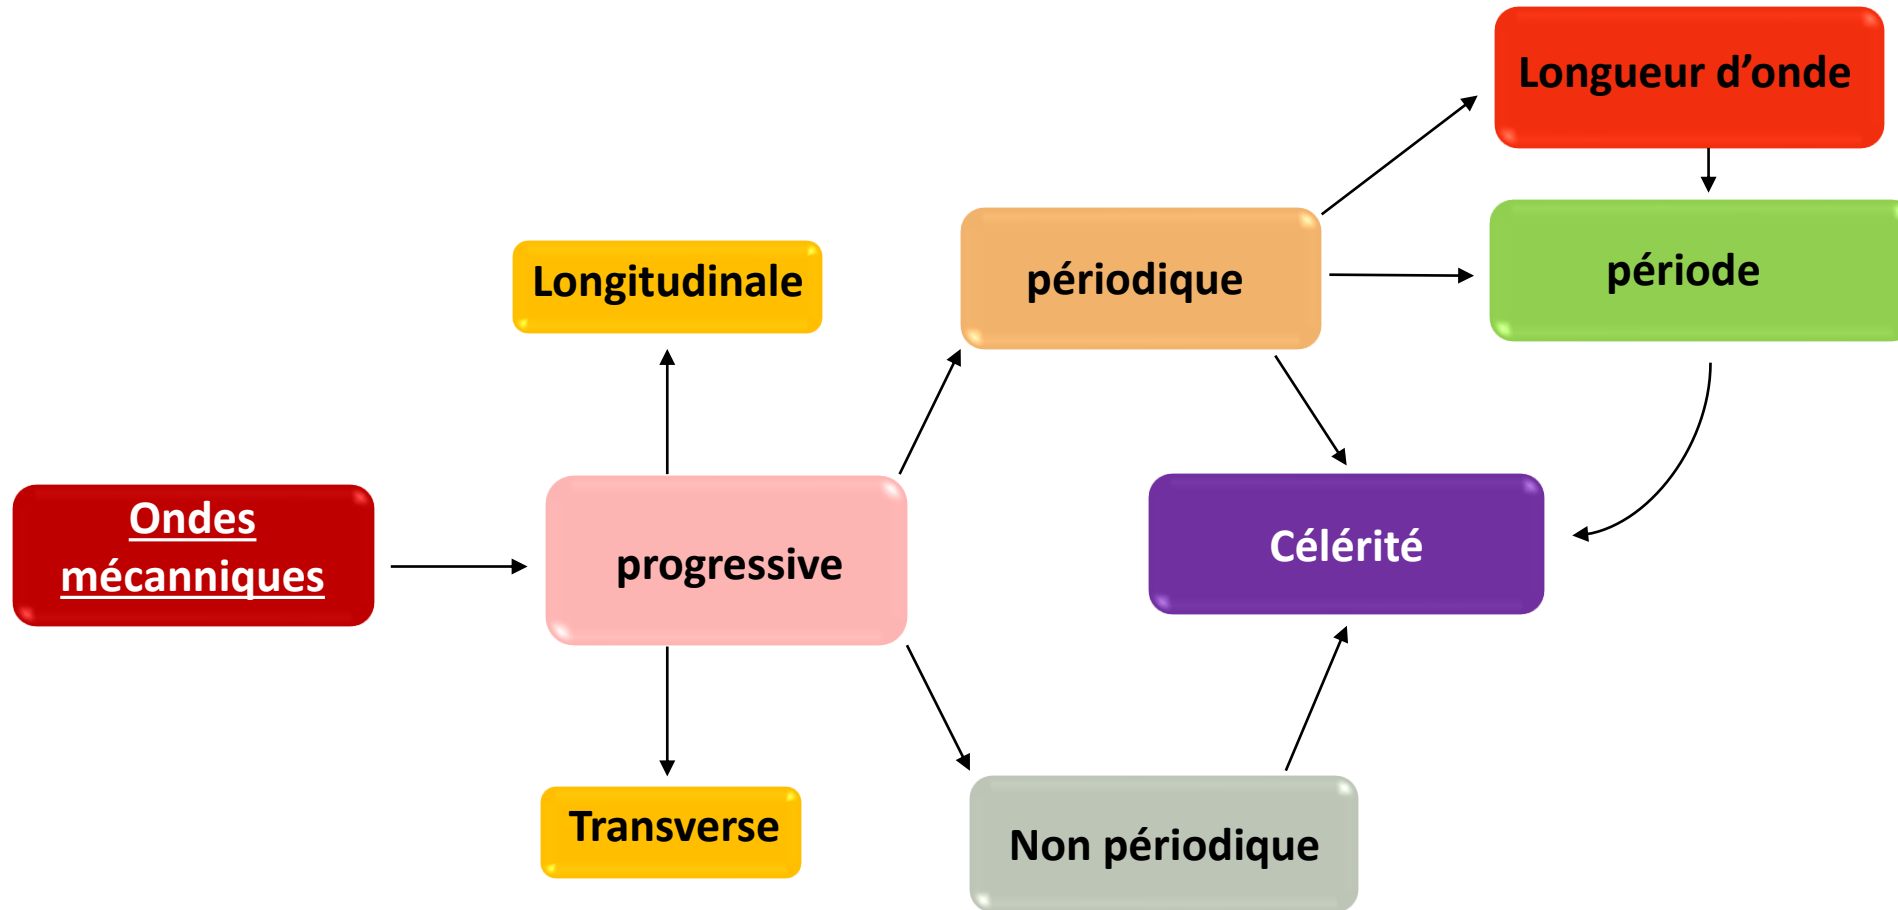 Longueur d’onde
Longitudinale
périodique
période
Ondes
mécanniques
progressive
Célérité
Transverse
Non périodique